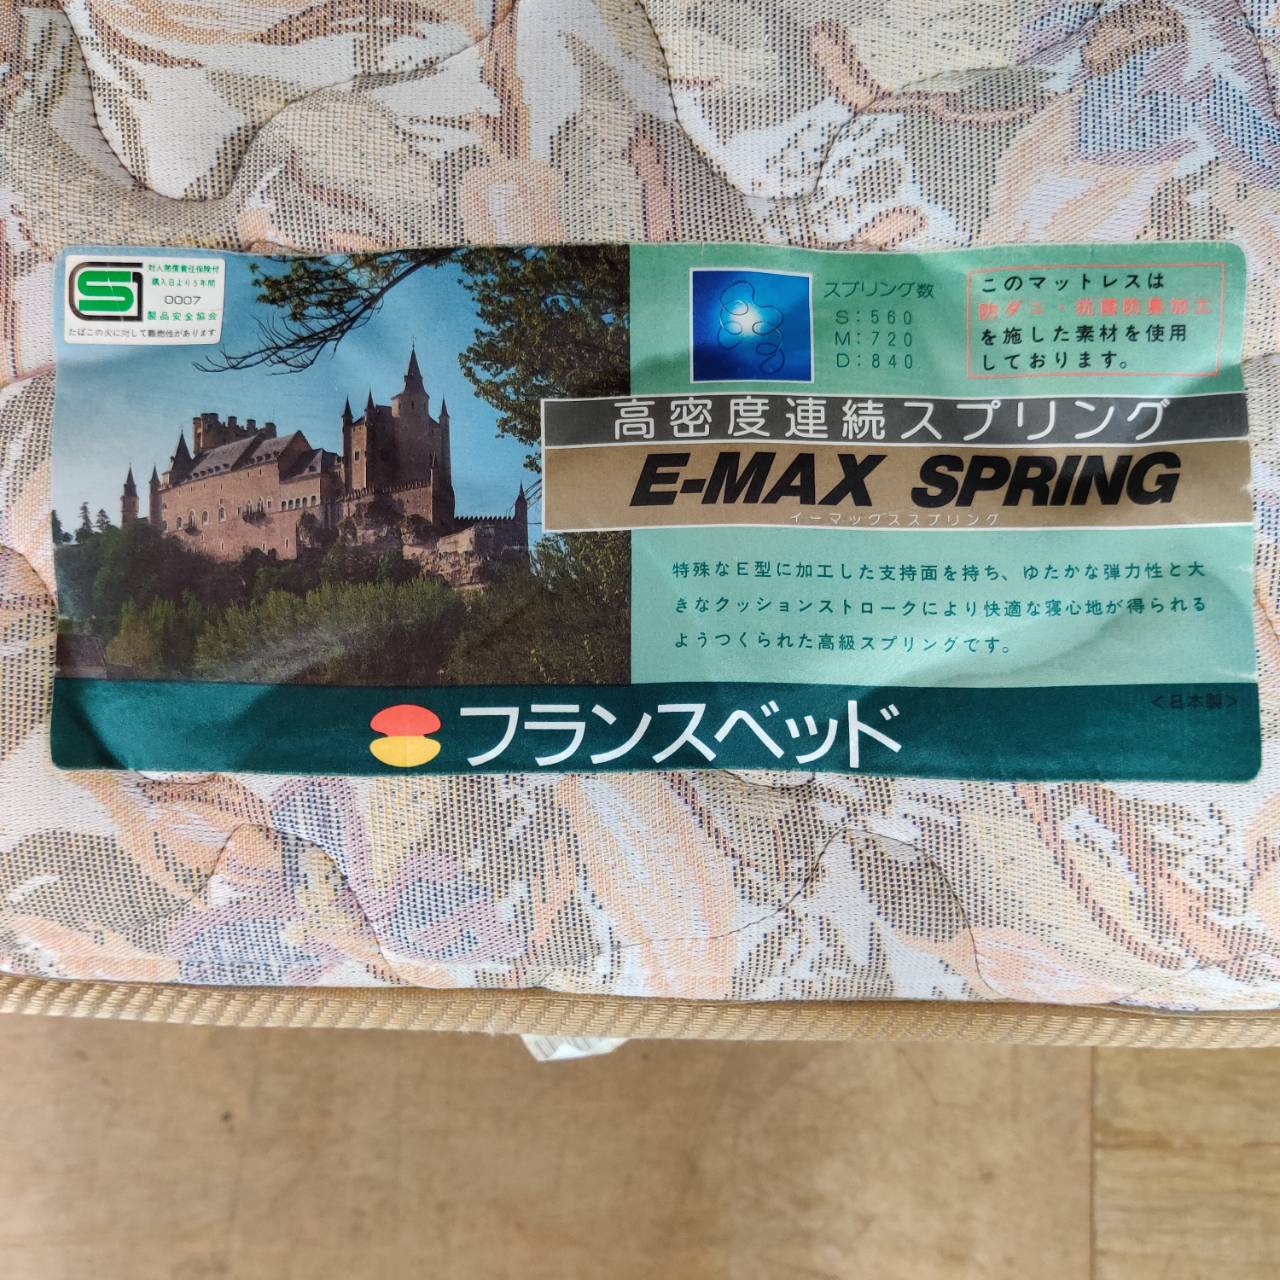 対人賠償責任保険付
購入日より5年間
0007
製品安全協会
たばこの火に対して難燃性があります
スプリング数
S:560
M:720
D:840
このマットレスは
防ダニ・抗菌防臭加工
を施した素材を使用
しております。
高密度連続スプリング
E-MAX SPRING
イーマックススプリング
特殊なE型に加工した支持面を持ち、ゆたかな弾力性と大
きなクッションストロークにより快適な寝心地が得られる
ようつくられた高級スプリングです。
<日本製>
フランスベッド